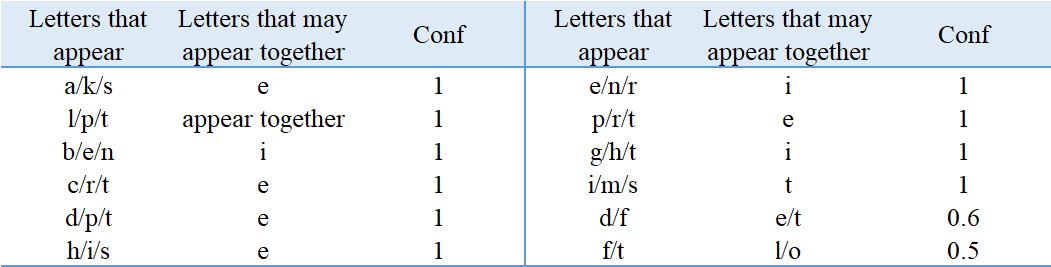 Letters that appear Letters that may appear together Conf Letters that appear Letters that may appear together Conf
a/k/s e 1 e/n/r i 1
l/p/t appear together 1 p/r/t e 1
b/e/n i 1 g/h/t i 1
c/r/t e 1 i/m/s t 1
d/p/t e 1 d/f e/t 0.6
h/i/s e 1 f/t l/o 0.5